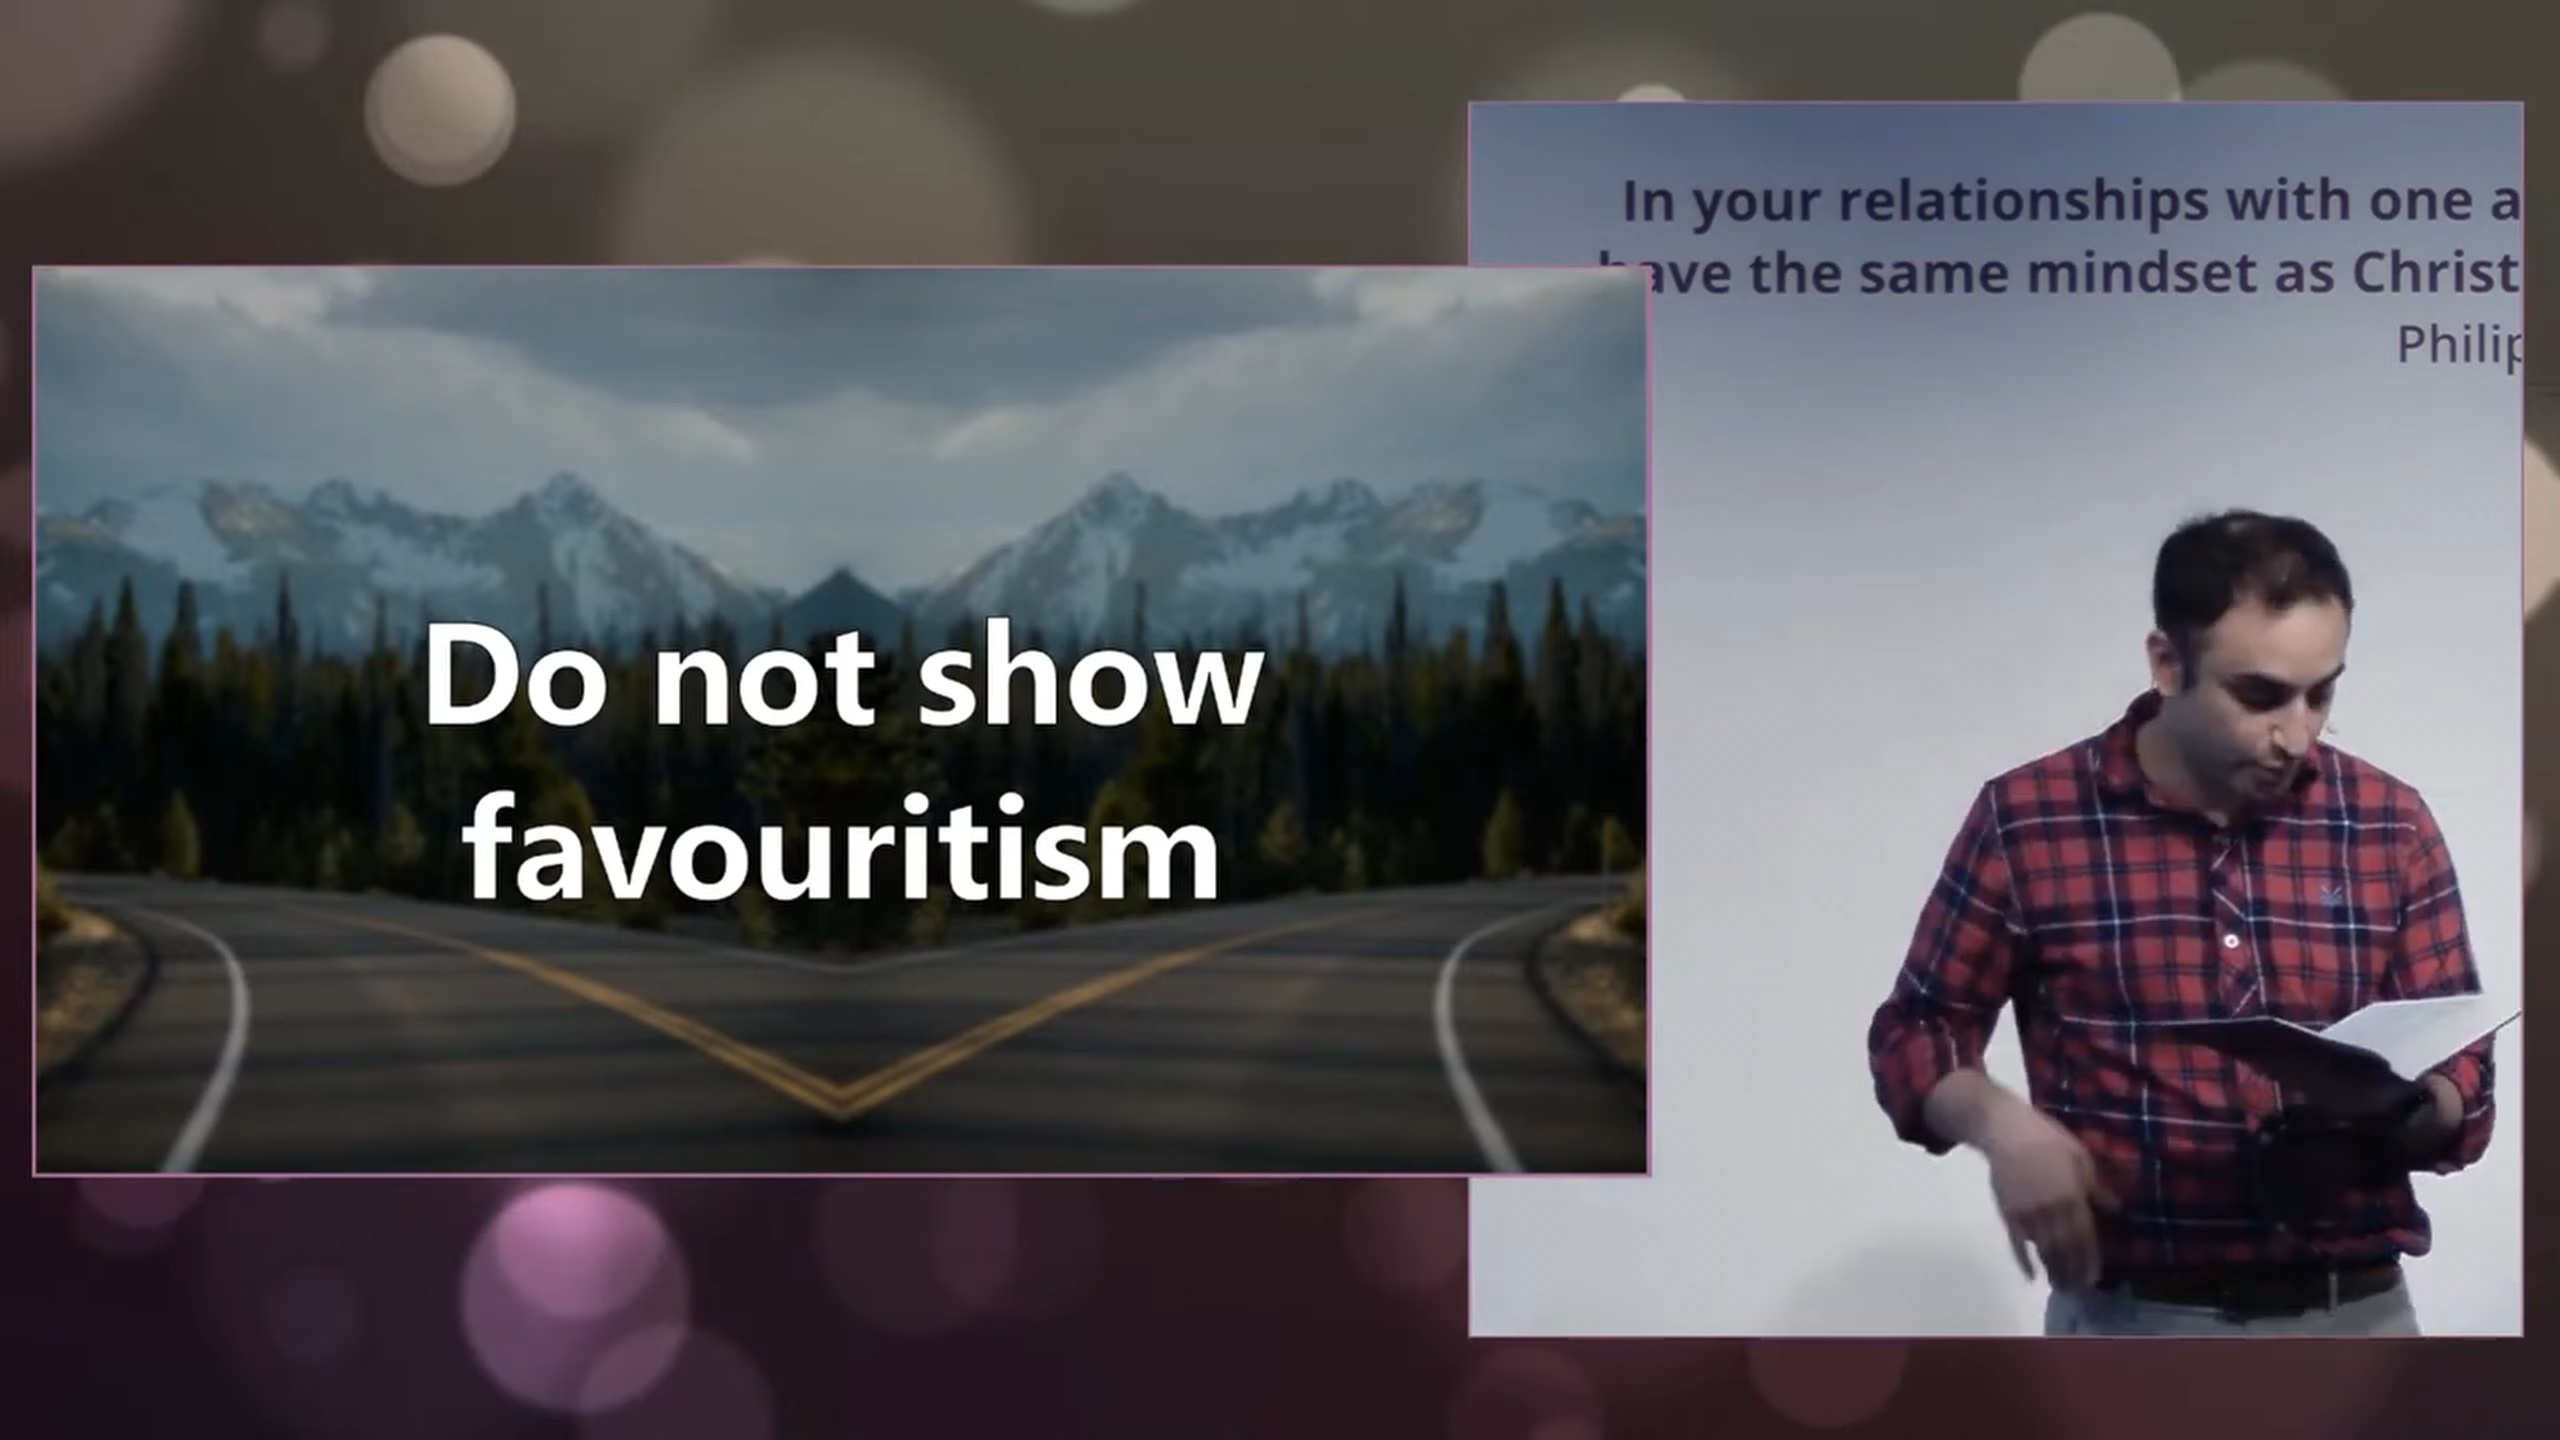 Do not show
favouritism
In your relationships with one a
have the same mindset as Christ
Philip